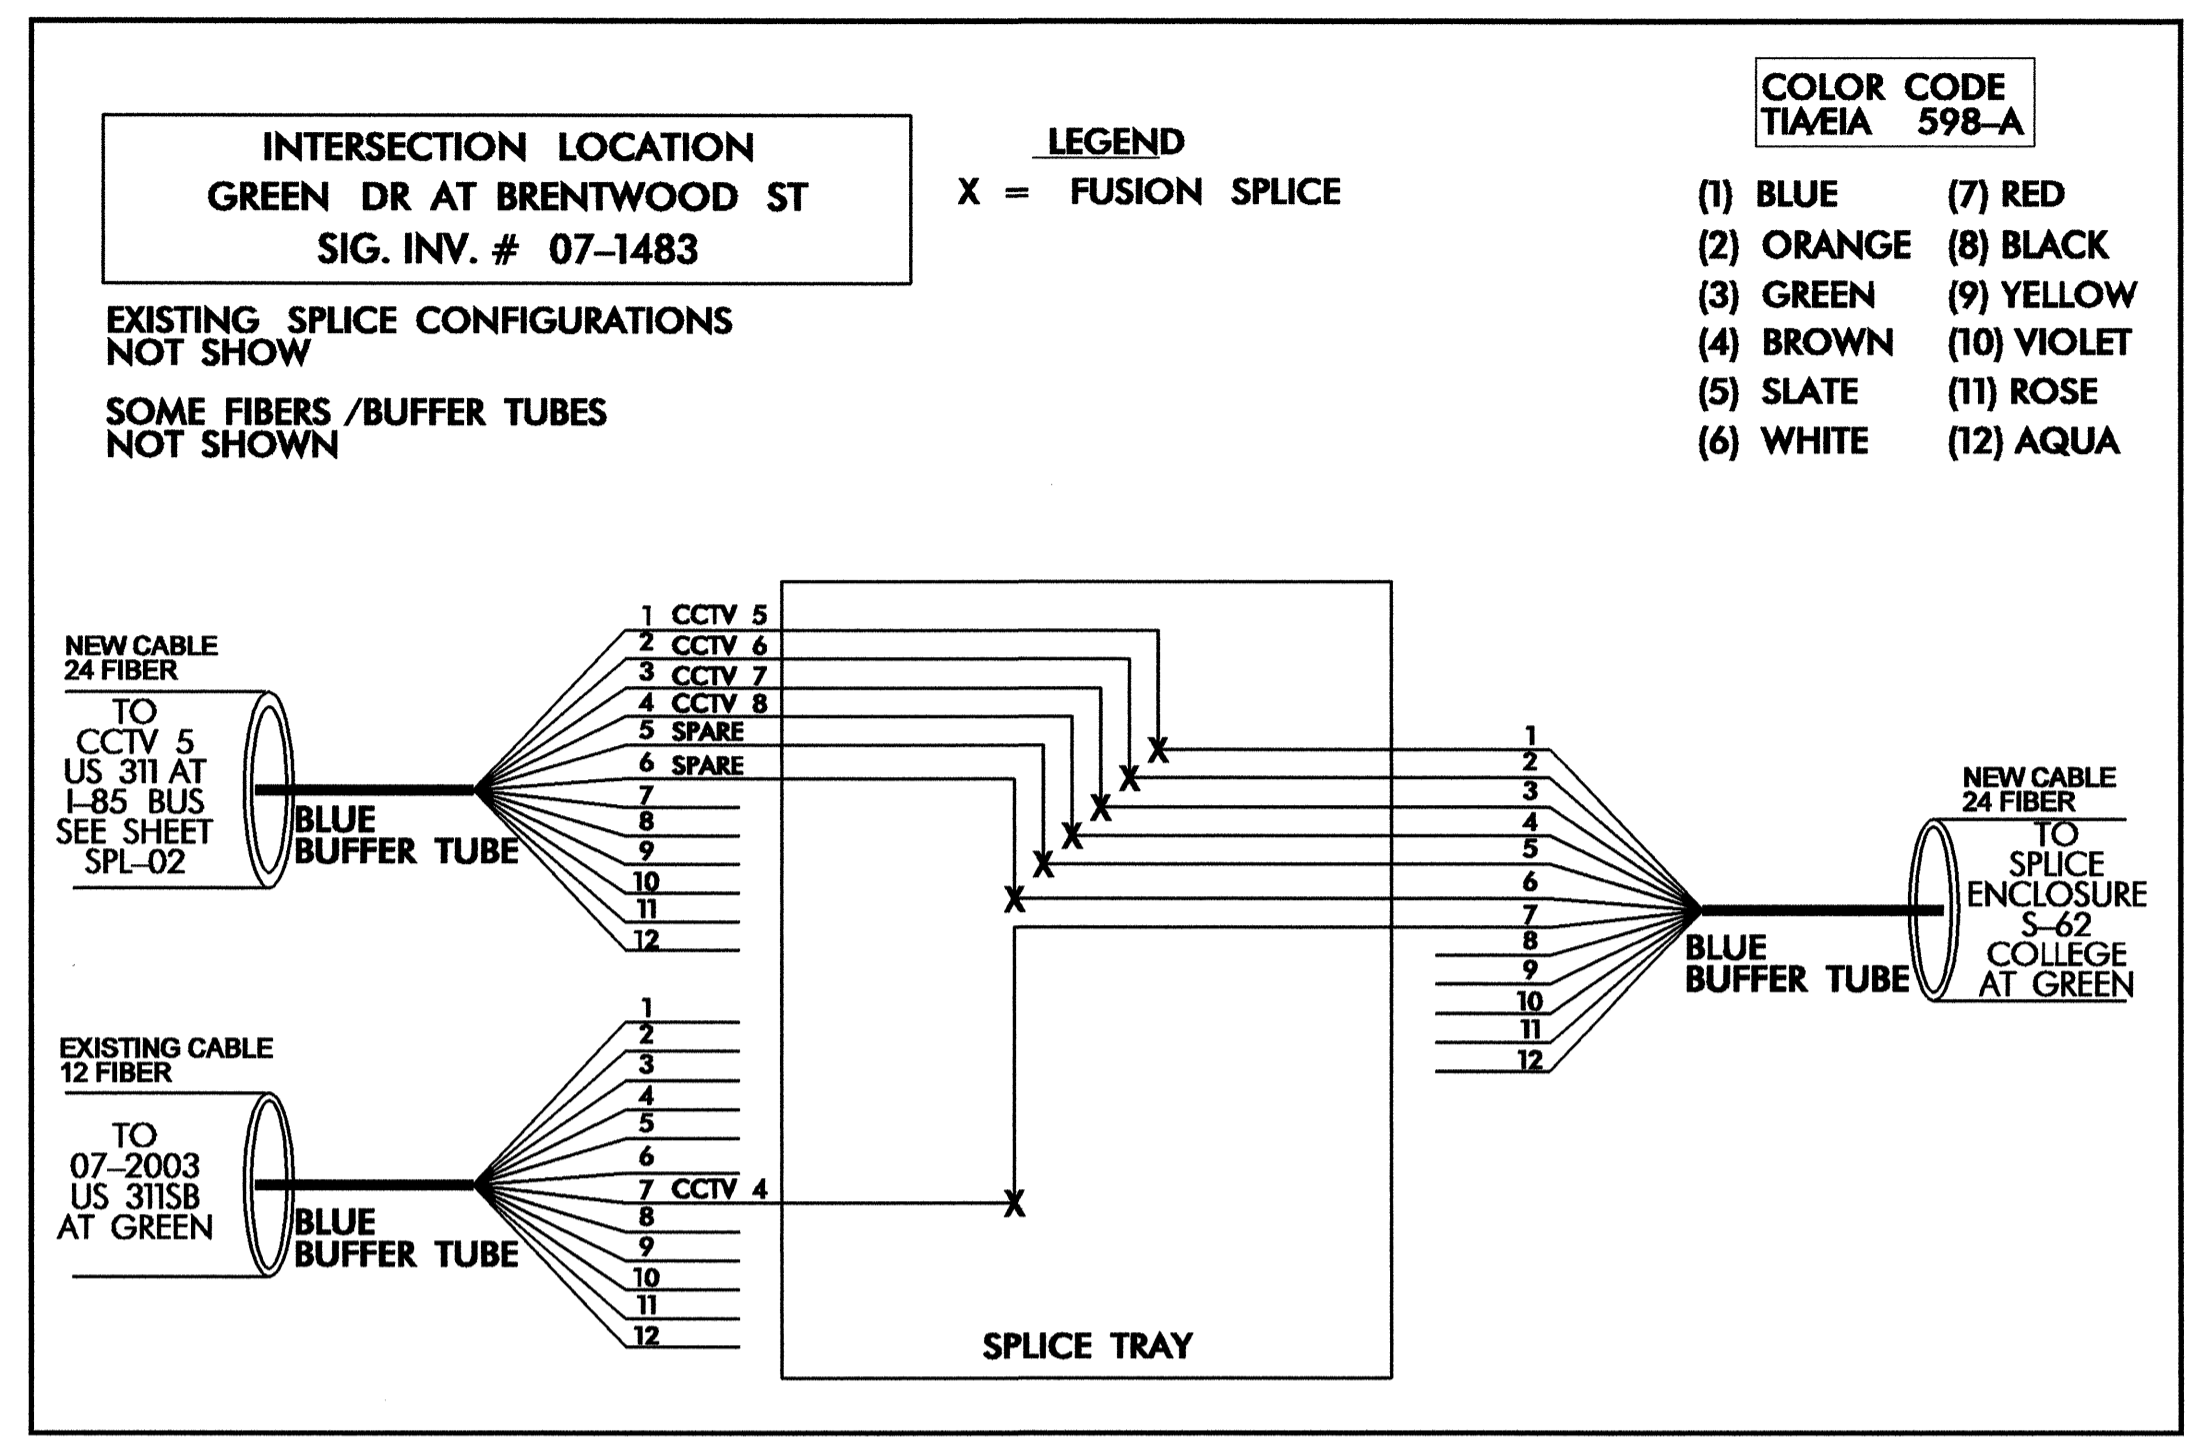 INTERSECTION LOCATION
GREEN DR AT BRENTWOOD ST
SIG. INV. # 07-1483
EXISTING SPLICE CONFIGURATIONS
NOT SHOW
SOME FIBERS /BUFFER TUBES
NOT SHOWN
LEGEND
X = FUSION SPLICE
COLOR CODE
TIA/EIA 598-A
(1) BLUE (7) RED
(2) ORANGE (8) BLACK
(3) GREEN (9) YELLOW
(4) BROWN (10) VIOLET
(5) SLATE (11) ROSE
(6) WHITE (12) AQUA
NEW CABLE
24 FIBER
TO
CCTV 5
US 311 AT
I-85 BUS
SEE SHEET
SPL-02
BLUE
BUFFER TUBE
1 CCTV 5
2 CCTV 6
3 CCTV 7
4 CCTV 8
5 SPARE
6 SPARE
7
8
9
10
11
12
EXISTING CABLE
12 FIBER
TO
07-2003
US 311SB
AT GREEN
BLUE
BUFFER TUBE
1
2
3
4
5
6
7 CCTV 4
8
9
10
11
12
X
X
X
X
X
X
X
SPLICE TRAY
1
2
3
4
5
6
7
8
9
10
11
12
BLUE
BUFFER TUBE
NEW CABLE
24 FIBER
TO
SPLICE
ENCLOSURE
S-62
COLLEGE
AT GREEN